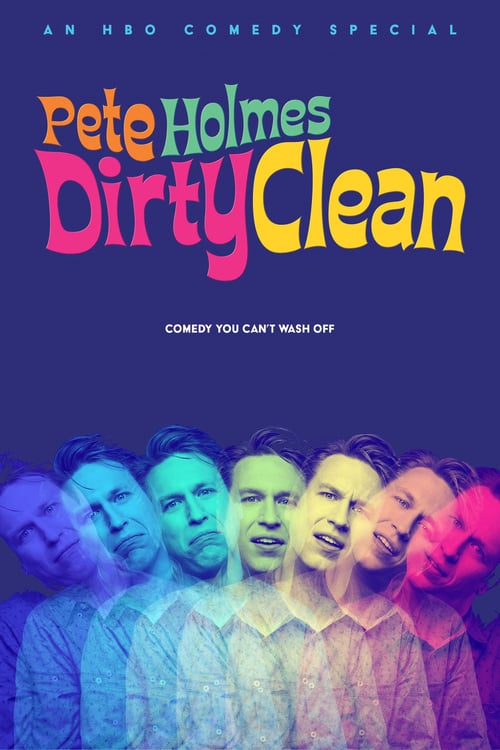 AN HBO COMEDY SPECIAL
Pete Holmes
Dirty Clean
COMEDY YOU CAN'T WASH OFF